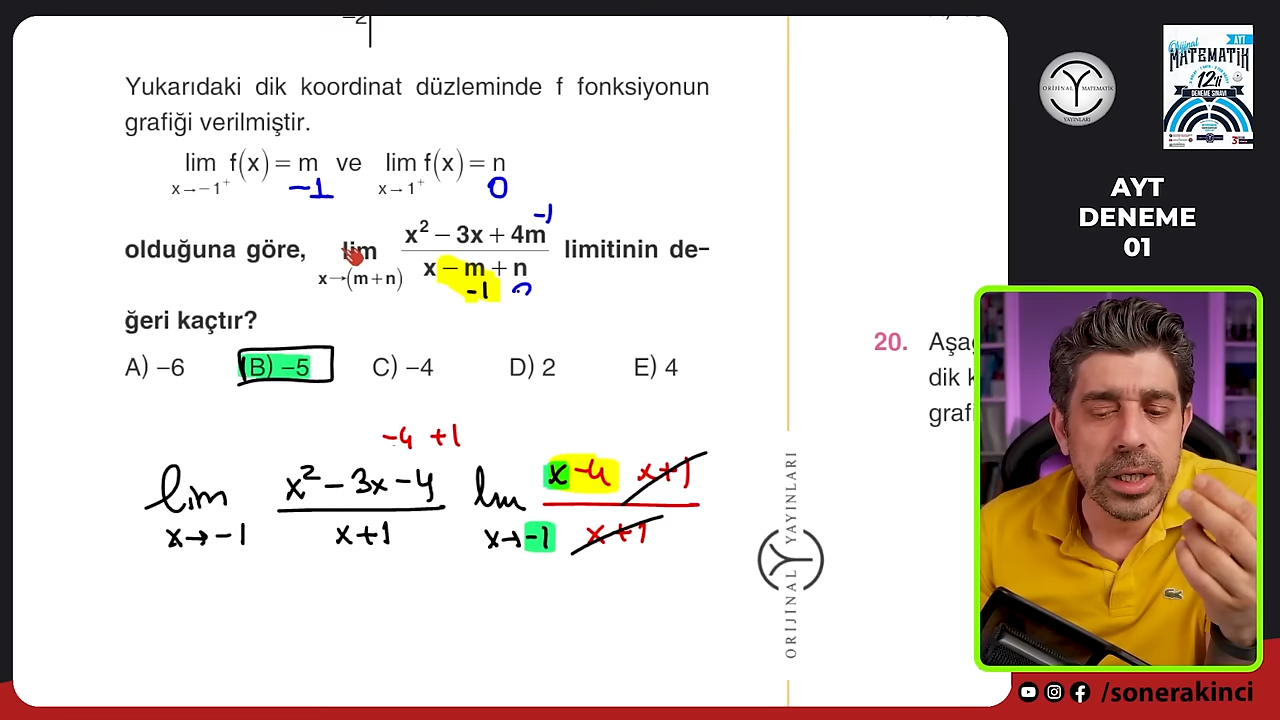 -2
Yukarıdaki dik koordinat düzleminde f fonksiyonun
grafiği verilmiştir.
lim f(x) = m ve lim f(x) = n
x→-1⁺ -1 x→1⁺ 0
-1
olduğuna göre, lim x² - 3x + 4m / x - m + n limitinin de-
x→(m+n) -1
ğeri kaçtır?
A) -6 B) -5 C) -4 D) 2 E) 4
-4 +1
lim x² - 3x - 4 / x+1 lım x -4 x+1 / x+1
x→-1 x→-1
20. Aşa
dik k
graf
ORİJİNAL YAYINLARI
ORİJİNAL MATEMATİK
YAYINLARI
Orijinal
AYT
MATEMATİK
12'li
DENEME SINAVI
AYT
DENEME
01
/sonerakinci